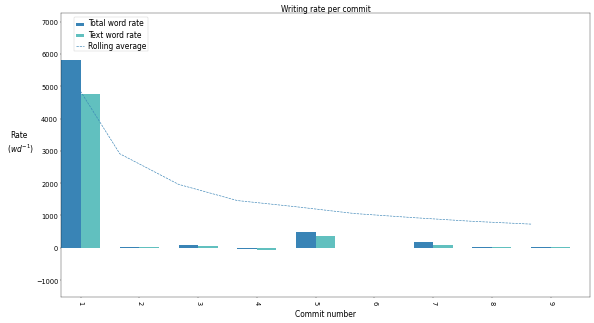 Writing rate per commit
Total word rate
Text word rate
Rolling average
7000
6000
5000
4000
3000
2000
1000
0
−1000
Rate
(wd⁻¹)
1
2
3
4
5
6
7
8
9
Commit number